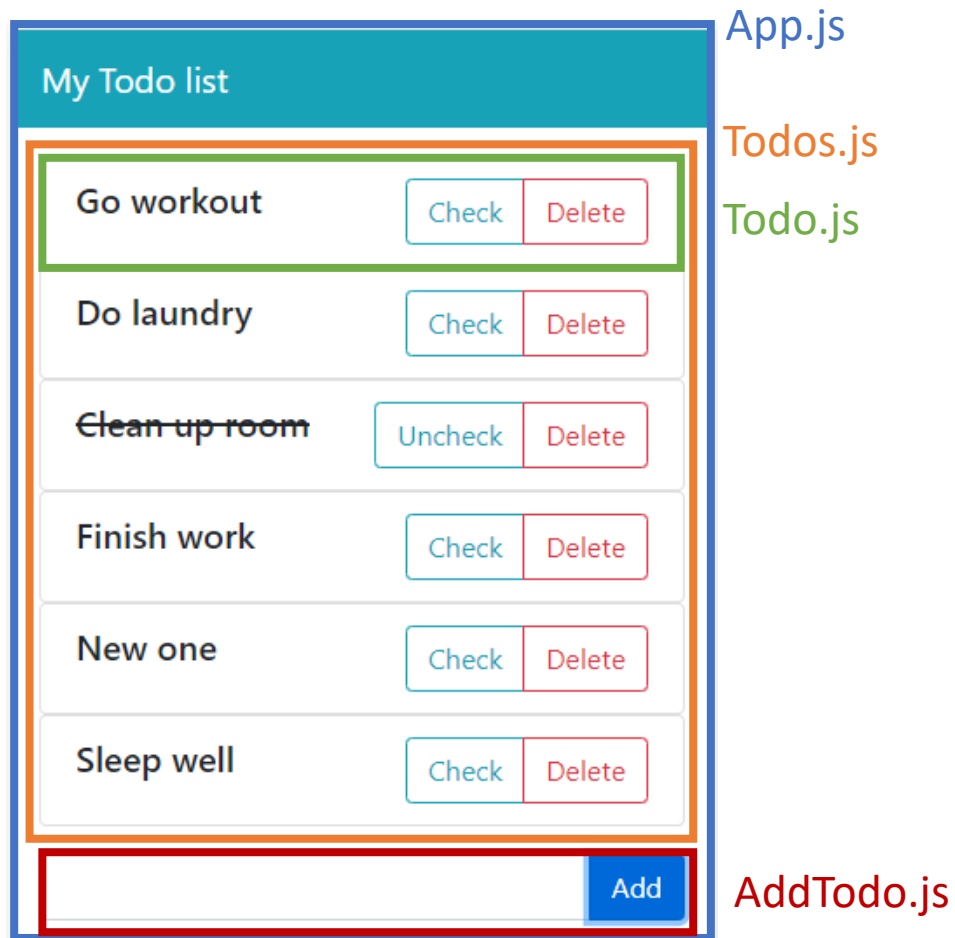 App.js
My Todo list
Todos.js
Go workout Check Delete
Todo.js
Do laundry Check Delete
Clean up room Uncheck Delete
Finish work Check Delete
New one Check Delete
Sleep well Check Delete
Add
AddTodo.js